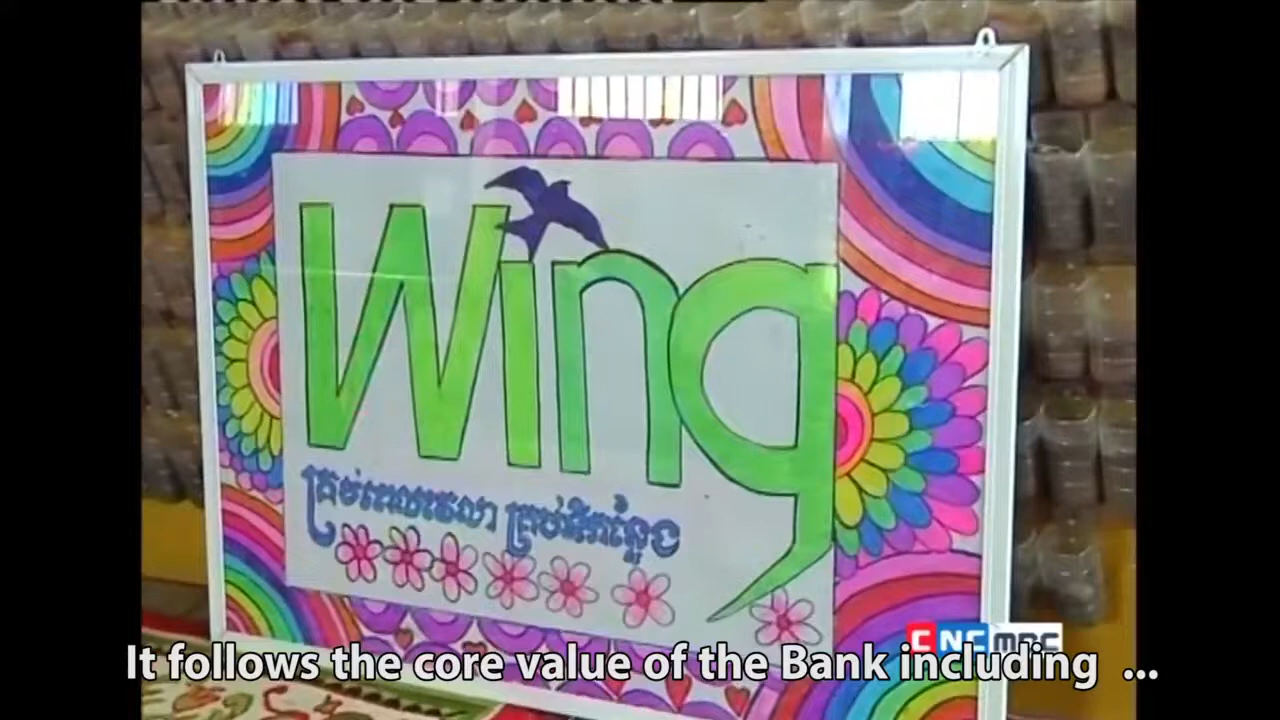 Wing
គ្រប់ពេលវេលា គ្រប់ទីកន្លែង
CNC MBC
It follows the core value of the Bank including ...